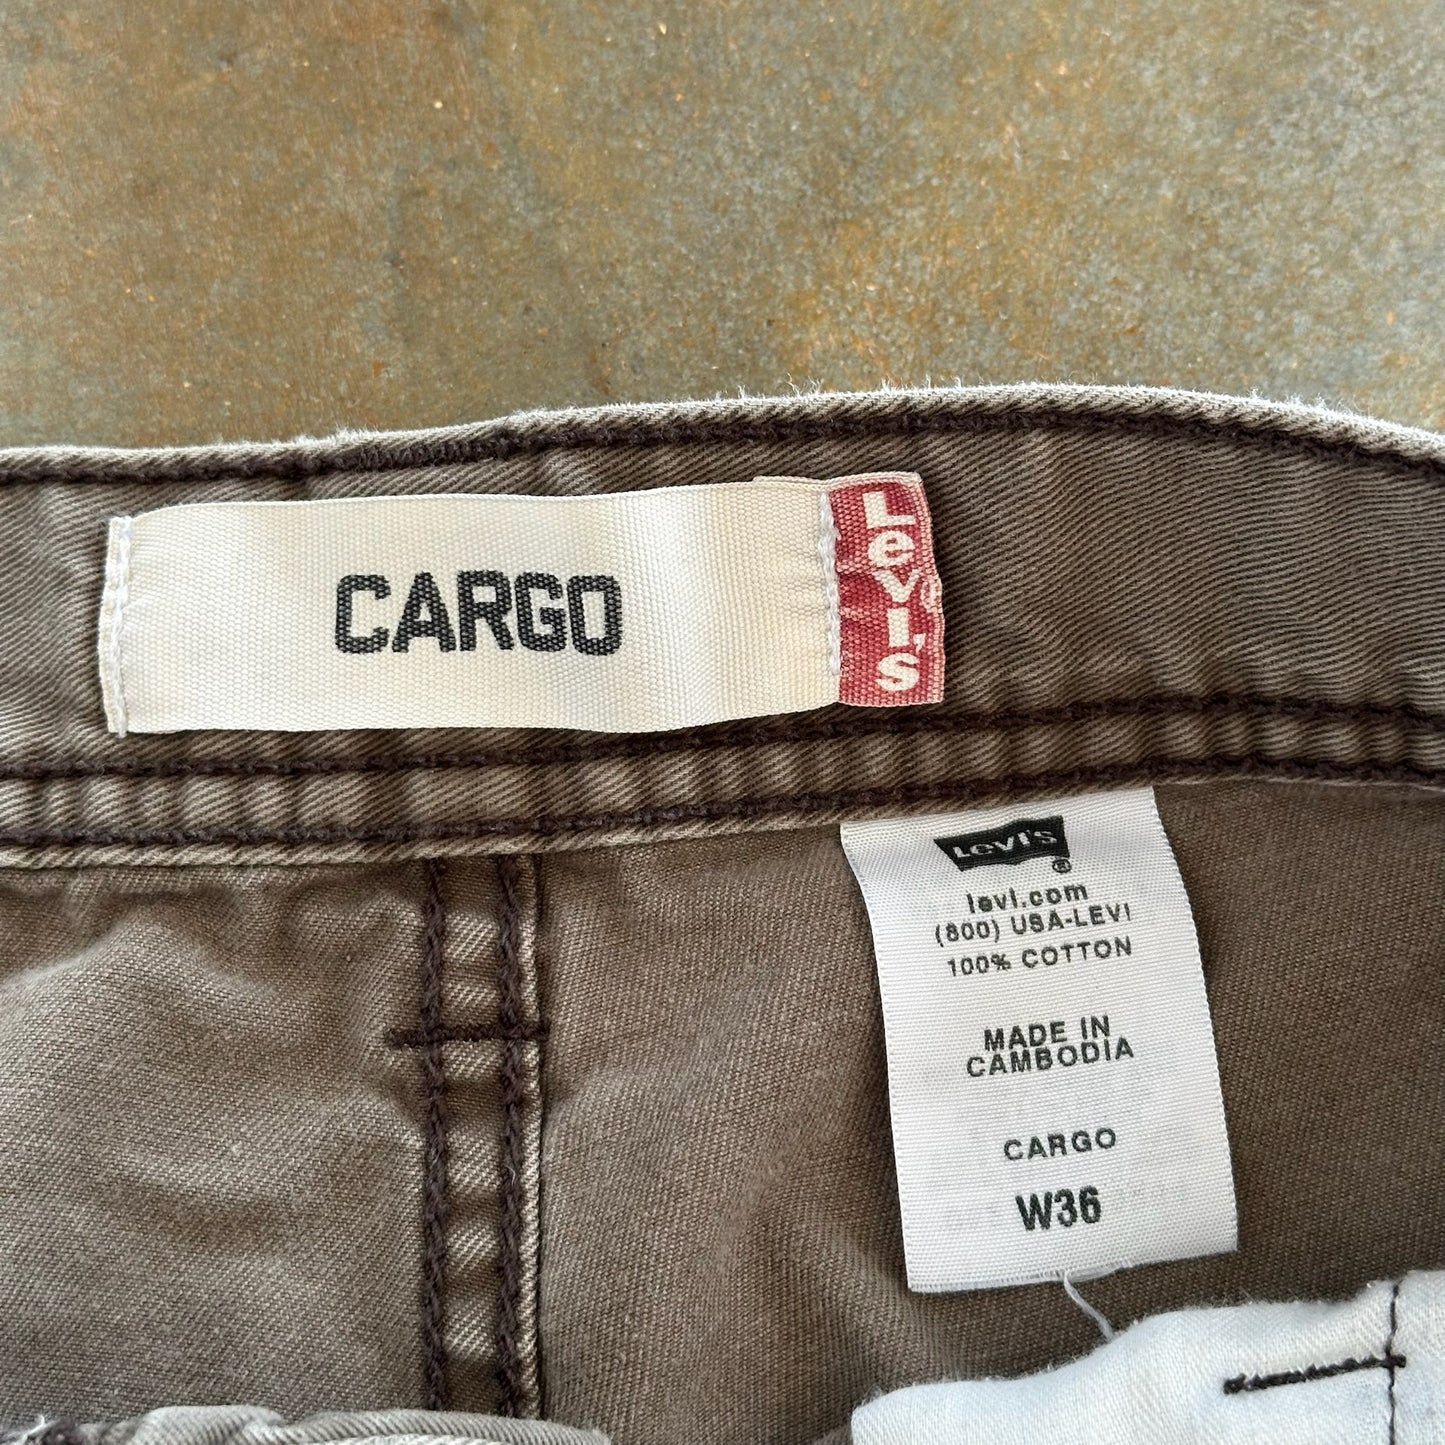 CARGO
Levi's®
Levi's®
levi.com
(800) USA-LEVI
100% COTTON
MADE IN
CAMBODIA
CARGO
W36